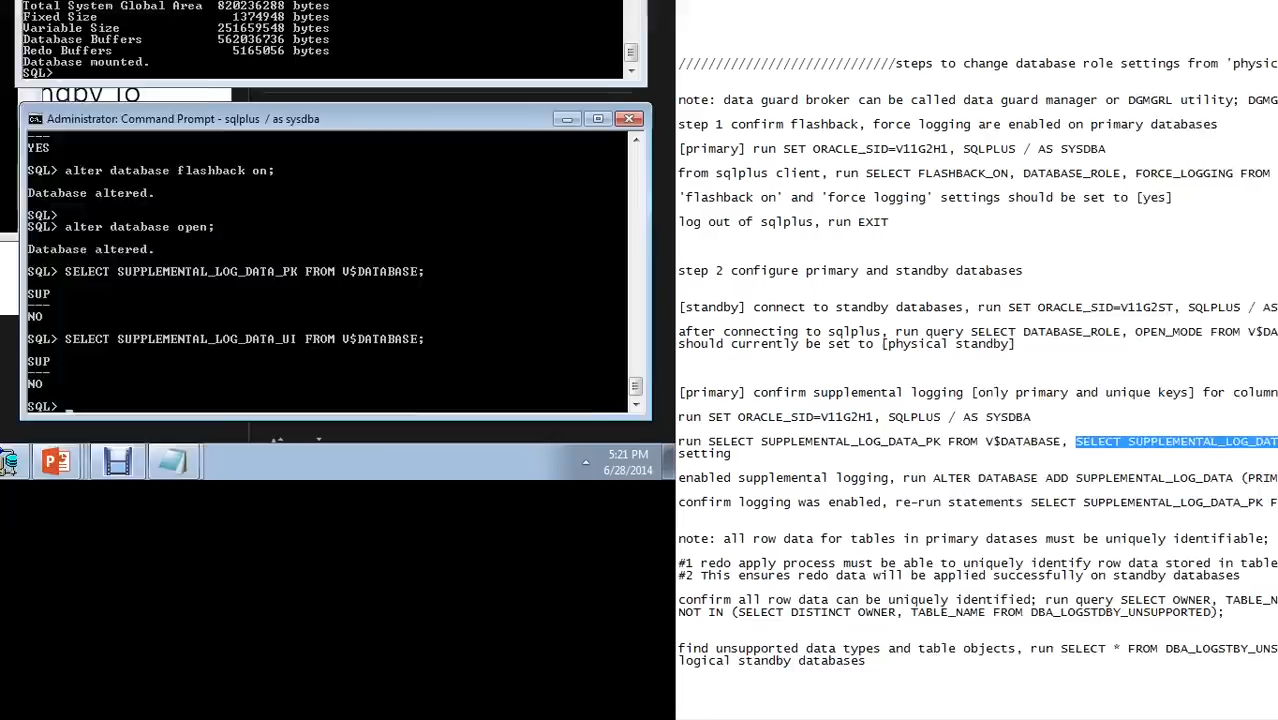 Total System Global Area 820236288 bytes
Fixed Size 1374948 bytes
Variable Size 251659548 bytes
Database Buffers 562036736 bytes
Redo Buffers 5165056 bytes
Database mounted.
SQL>
ndby To
Administrator: Command Prompt - sqlplus / as sysdba
---
YES
SQL> alter database flashback on;
Database altered.
SQL>
SQL> alter database open;
Database altered.
SQL> SELECT SUPPLEMENTAL_LOG_DATA_PK FROM V$DATABASE;
SUP
---
NO
SQL> SELECT SUPPLEMENTAL_LOG_DATA_UI FROM V$DATABASE;
SUP
---
NO
SQL> _
5:21 PM
6/28/2014
/////////////////////////////steps to change database role settings from 'physic
note: data guard broker can be called data guard manager or DGMGRL utility; DGMG
step 1 confirm flashback, force logging are enabled on primary databases
[primary] run SET ORACLE_SID=V11G2H1, SQLPLUS / AS SYSDBA
from sqlplus client, run SELECT FLASHBACK_ON, DATABASE_ROLE, FORCE_LOGGING FROM
'flashback on' and 'force logging' settings should be set to [yes]
log out of sqlplus, run EXIT
step 2 configure primary and standby databases
[standby] connect to standby databases, run SET ORACLE_SID=V11G2ST, SQLPLUS / AS
after connecting to sqlplus, run query SELECT DATABASE_ROLE, OPEN_MODE FROM V$DA
should currently be set to [physical standby]
[primary] confirm supplemental logging [only primary and unique keys] for column
run SET ORACLE_SID=V11G2H1, SQLPLUS / AS SYSDBA
run SELECT SUPPLEMENTAL_LOG_DATA_PK FROM V$DATABASE, SELECT SUPPLEMENTAL_LOG_DAT
setting
enabled supplemental logging, run ALTER DATABASE ADD SUPPLEMENTAL_LOG_DATA (PRIM
confirm logging was enabled, re-run statements SELECT SUPPLEMENTAL_LOG_DATA_PK F
note: all row data for tables in primary datases must be uniquely identifiable;
#1 redo apply process must be able to uniquely identify row data stored in table
#2 This ensures redo data will be applied successfully on standby databases
confirm all row data can be uniquely identified; run query SELECT OWNER, TABLE_N
NOT IN (SELECT DISTINCT OWNER, TABLE_NAME FROM DBA_LOGSTDBY_UNSUPPORTED);
find unsupported data types and table objects, run SELECT * FROM DBA_LOGSTBY_UNS
logical standby databases